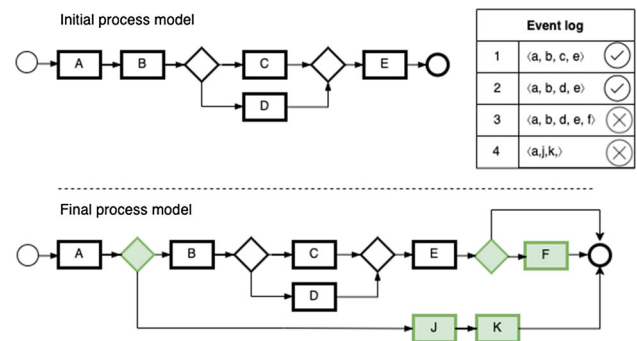 Initial process model
A
B
C
E
D
Event log
1 ⟨a, b, c, e⟩
2 ⟨a, b, d, e⟩
3 ⟨a, b, d, e, f⟩
4 ⟨a,j,k,⟩
Final process model
A
B
C
E
F
D
J
K